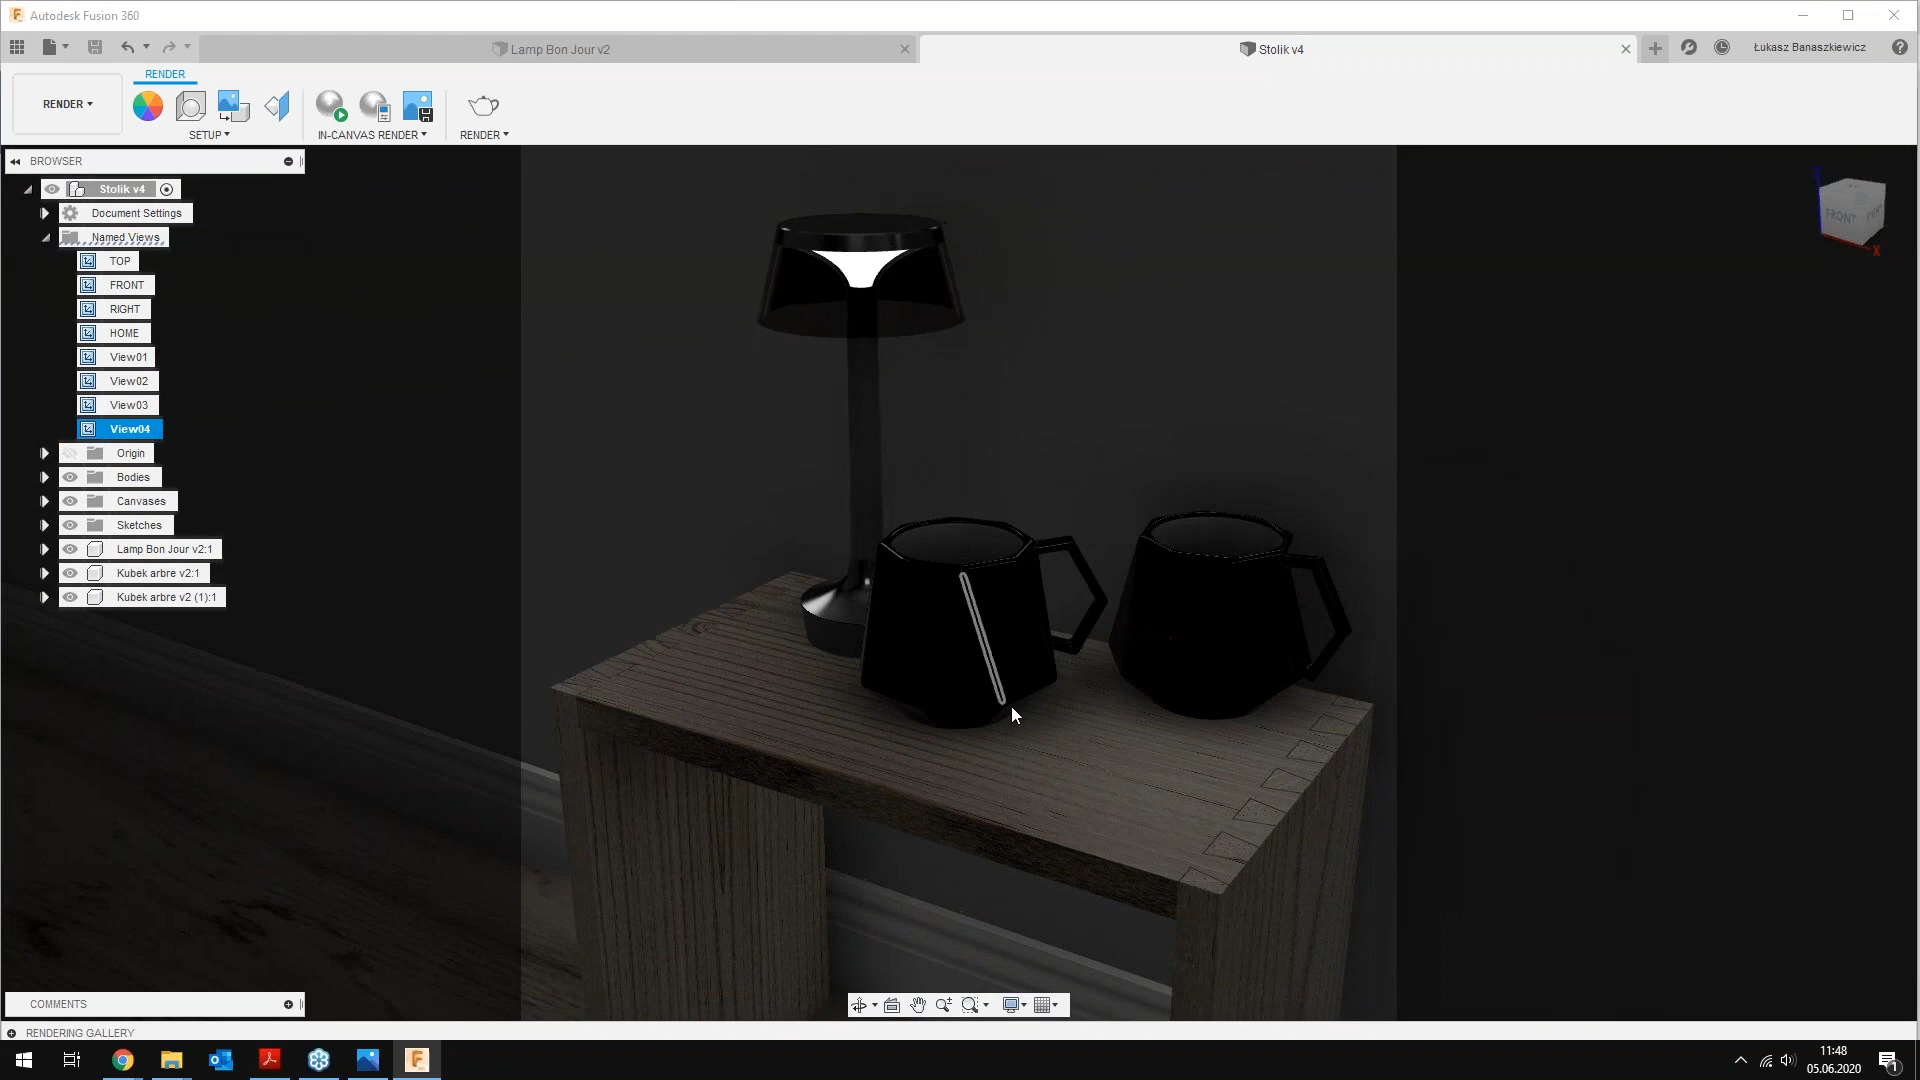 Autodesk Fusion 360
Lamp Bon Jour v2
Stolik v4
Łukasz Banaszkiewicz
RENDER
RENDER
SETUP
IN-CANVAS RENDER
RENDER
BROWSER
Stolik v4
Document Settings
Named Views
TOP
FRONT
RIGHT
HOME
View01
View02
View03
View04
Origin
Bodies
Canvases
Sketches
Lamp Bon Jour v2:1
Kubek arbre v2:1
Kubek arbre v2 (1):1
FRONT
X
COMMENTS
RENDERING GALLERY
11:48
05.06.2020
1